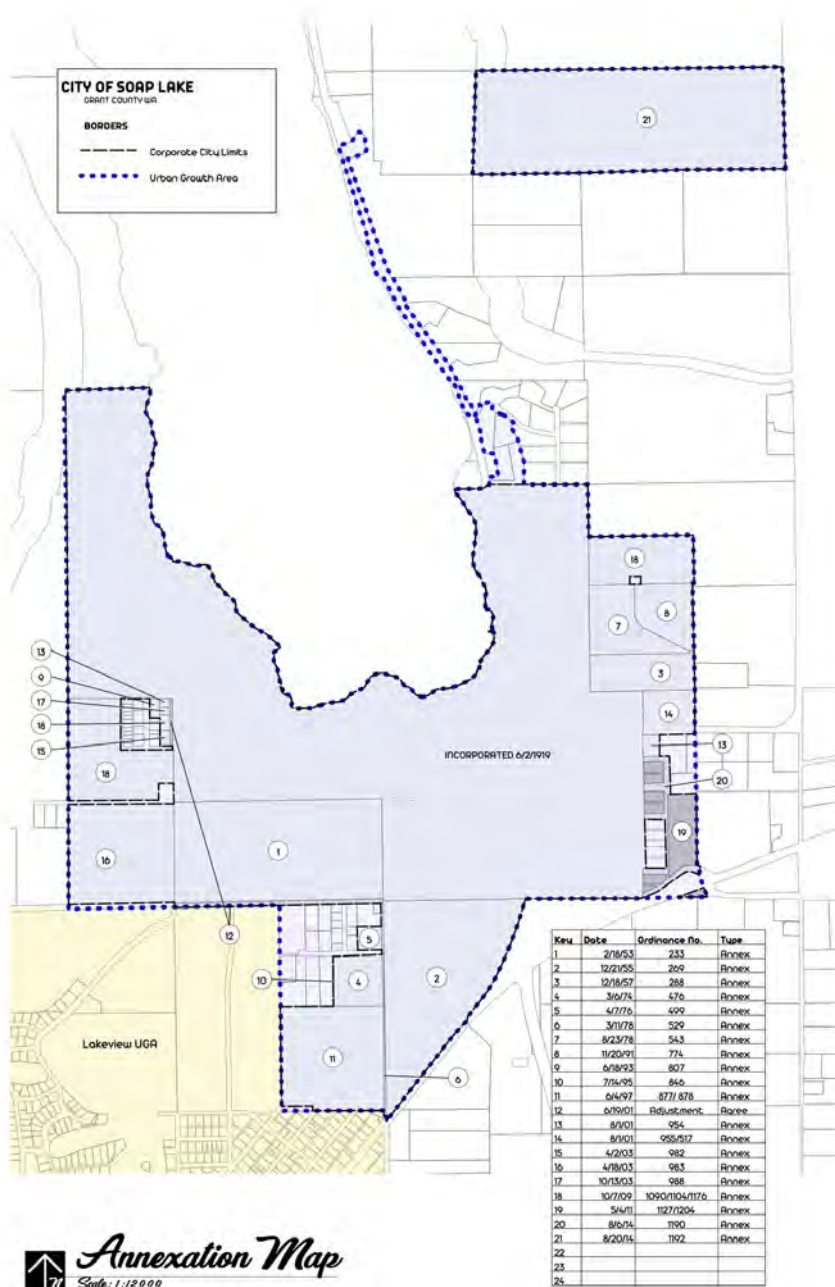 CITY OF SOAP LAKE
GRANT COUNTY WA
BORDERS
Corporate City Limits
Urban Growth Area
21
18
8
7
3
14
13
20
19
13
9
17
18
15
18
16
INCORPORATED 6/2/1919
1
12
5
10
4
2
11
6
Lakeview UGA
Key Date Ordinance No. Type
1 2/18/53 233 Annex
2 12/21/55 269 Annex
3 12/18/57 288 Annex
4 3/6/74 476 Annex
5 4/7/76 499 Annex
6 3/11/78 529 Annex
7 8/23/78 543 Annex
8 11/20/91 774 Annex
9 6/18/93 807 Annex
10 7/14/95 846 Annex
11 6/4/97 877/ 878 Annex
12 6/19/01 Adjustment Agree
13 8/1/01 954 Annex
14 8/1/01 955/517 Annex
15 4/2/03 982 Annex
16 4/18/03 983 Annex
17 10/13/03 988 Annex
18 10/7/09 1090/1104/1176 Annex
19 5/4/11 1127/1204 Annex
20 8/6/14 1190 Annex
21 8/20/14 1192 Annex
22
23
24
N
Annexation Map
Scale: 1:12000